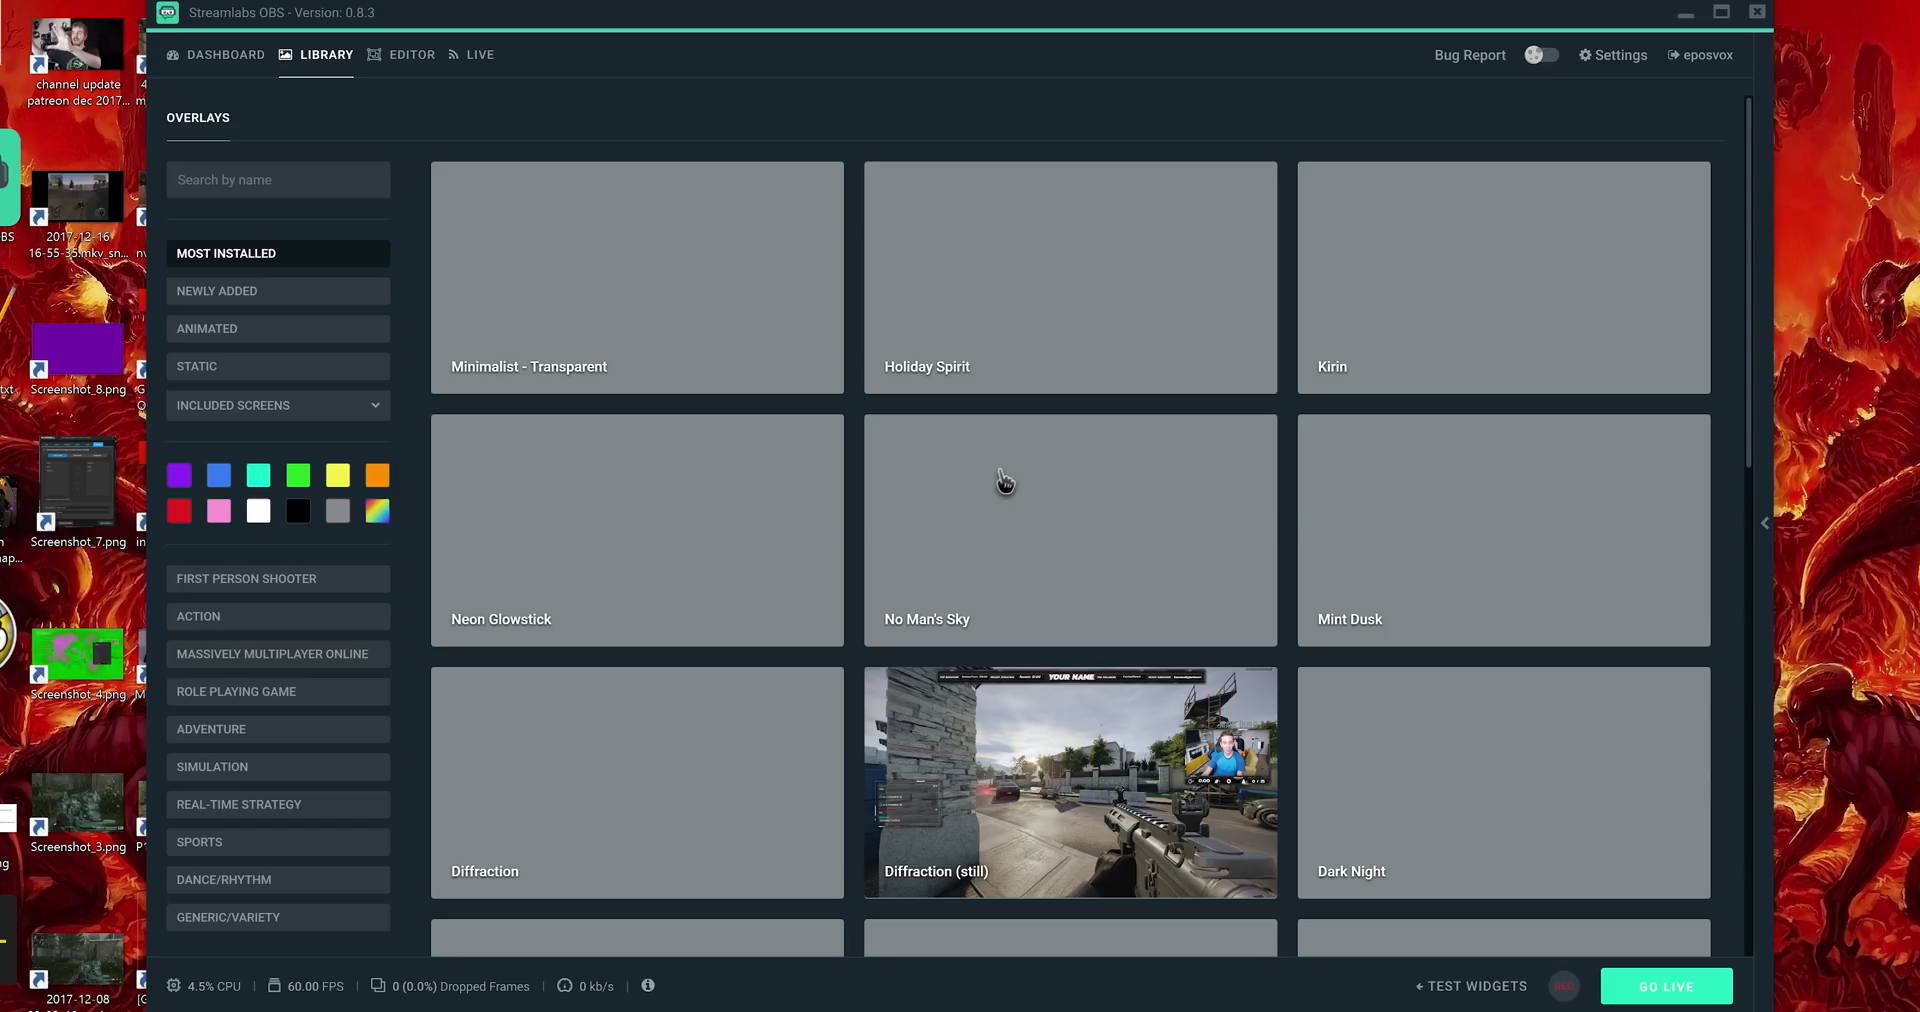 Streamlabs OBS - Version: 0.8.3
DASHBOARD
LIBRARY
EDITOR
LIVE
Bug Report
Settings
eposvox
OVERLAYS
Search by name
MOST INSTALLED
NEWLY ADDED
ANIMATED
STATIC
INCLUDED SCREENS
FIRST PERSON SHOOTER
ACTION
MASSIVELY MULTIPLAYER ONLINE
ROLE PLAYING GAME
ADVENTURE
SIMULATION
REAL-TIME STRATEGY
SPORTS
DANCE/RHYTHM
GENERIC/VARIETY
Minimalist - Transparent
Holiday Spirit
Kirin
Neon Glowstick
No Man's Sky
Mint Dusk
Diffraction
YOUR NAME
Diffraction (still)
Dark Night
4.5% CPU
60.00 FPS
0 (0.0%) Dropped Frames
0 kb/s
TEST WIDGETS
REC
GO LIVE
channel update
patreon dec 2017...
2017-12-16
16-55-35.mkv_sn...
Screenshot_8.png
Screenshot_7.png
Screenshot_4.png
Screenshot_3.png
2017-12-08
BS
txt
ap...
ng